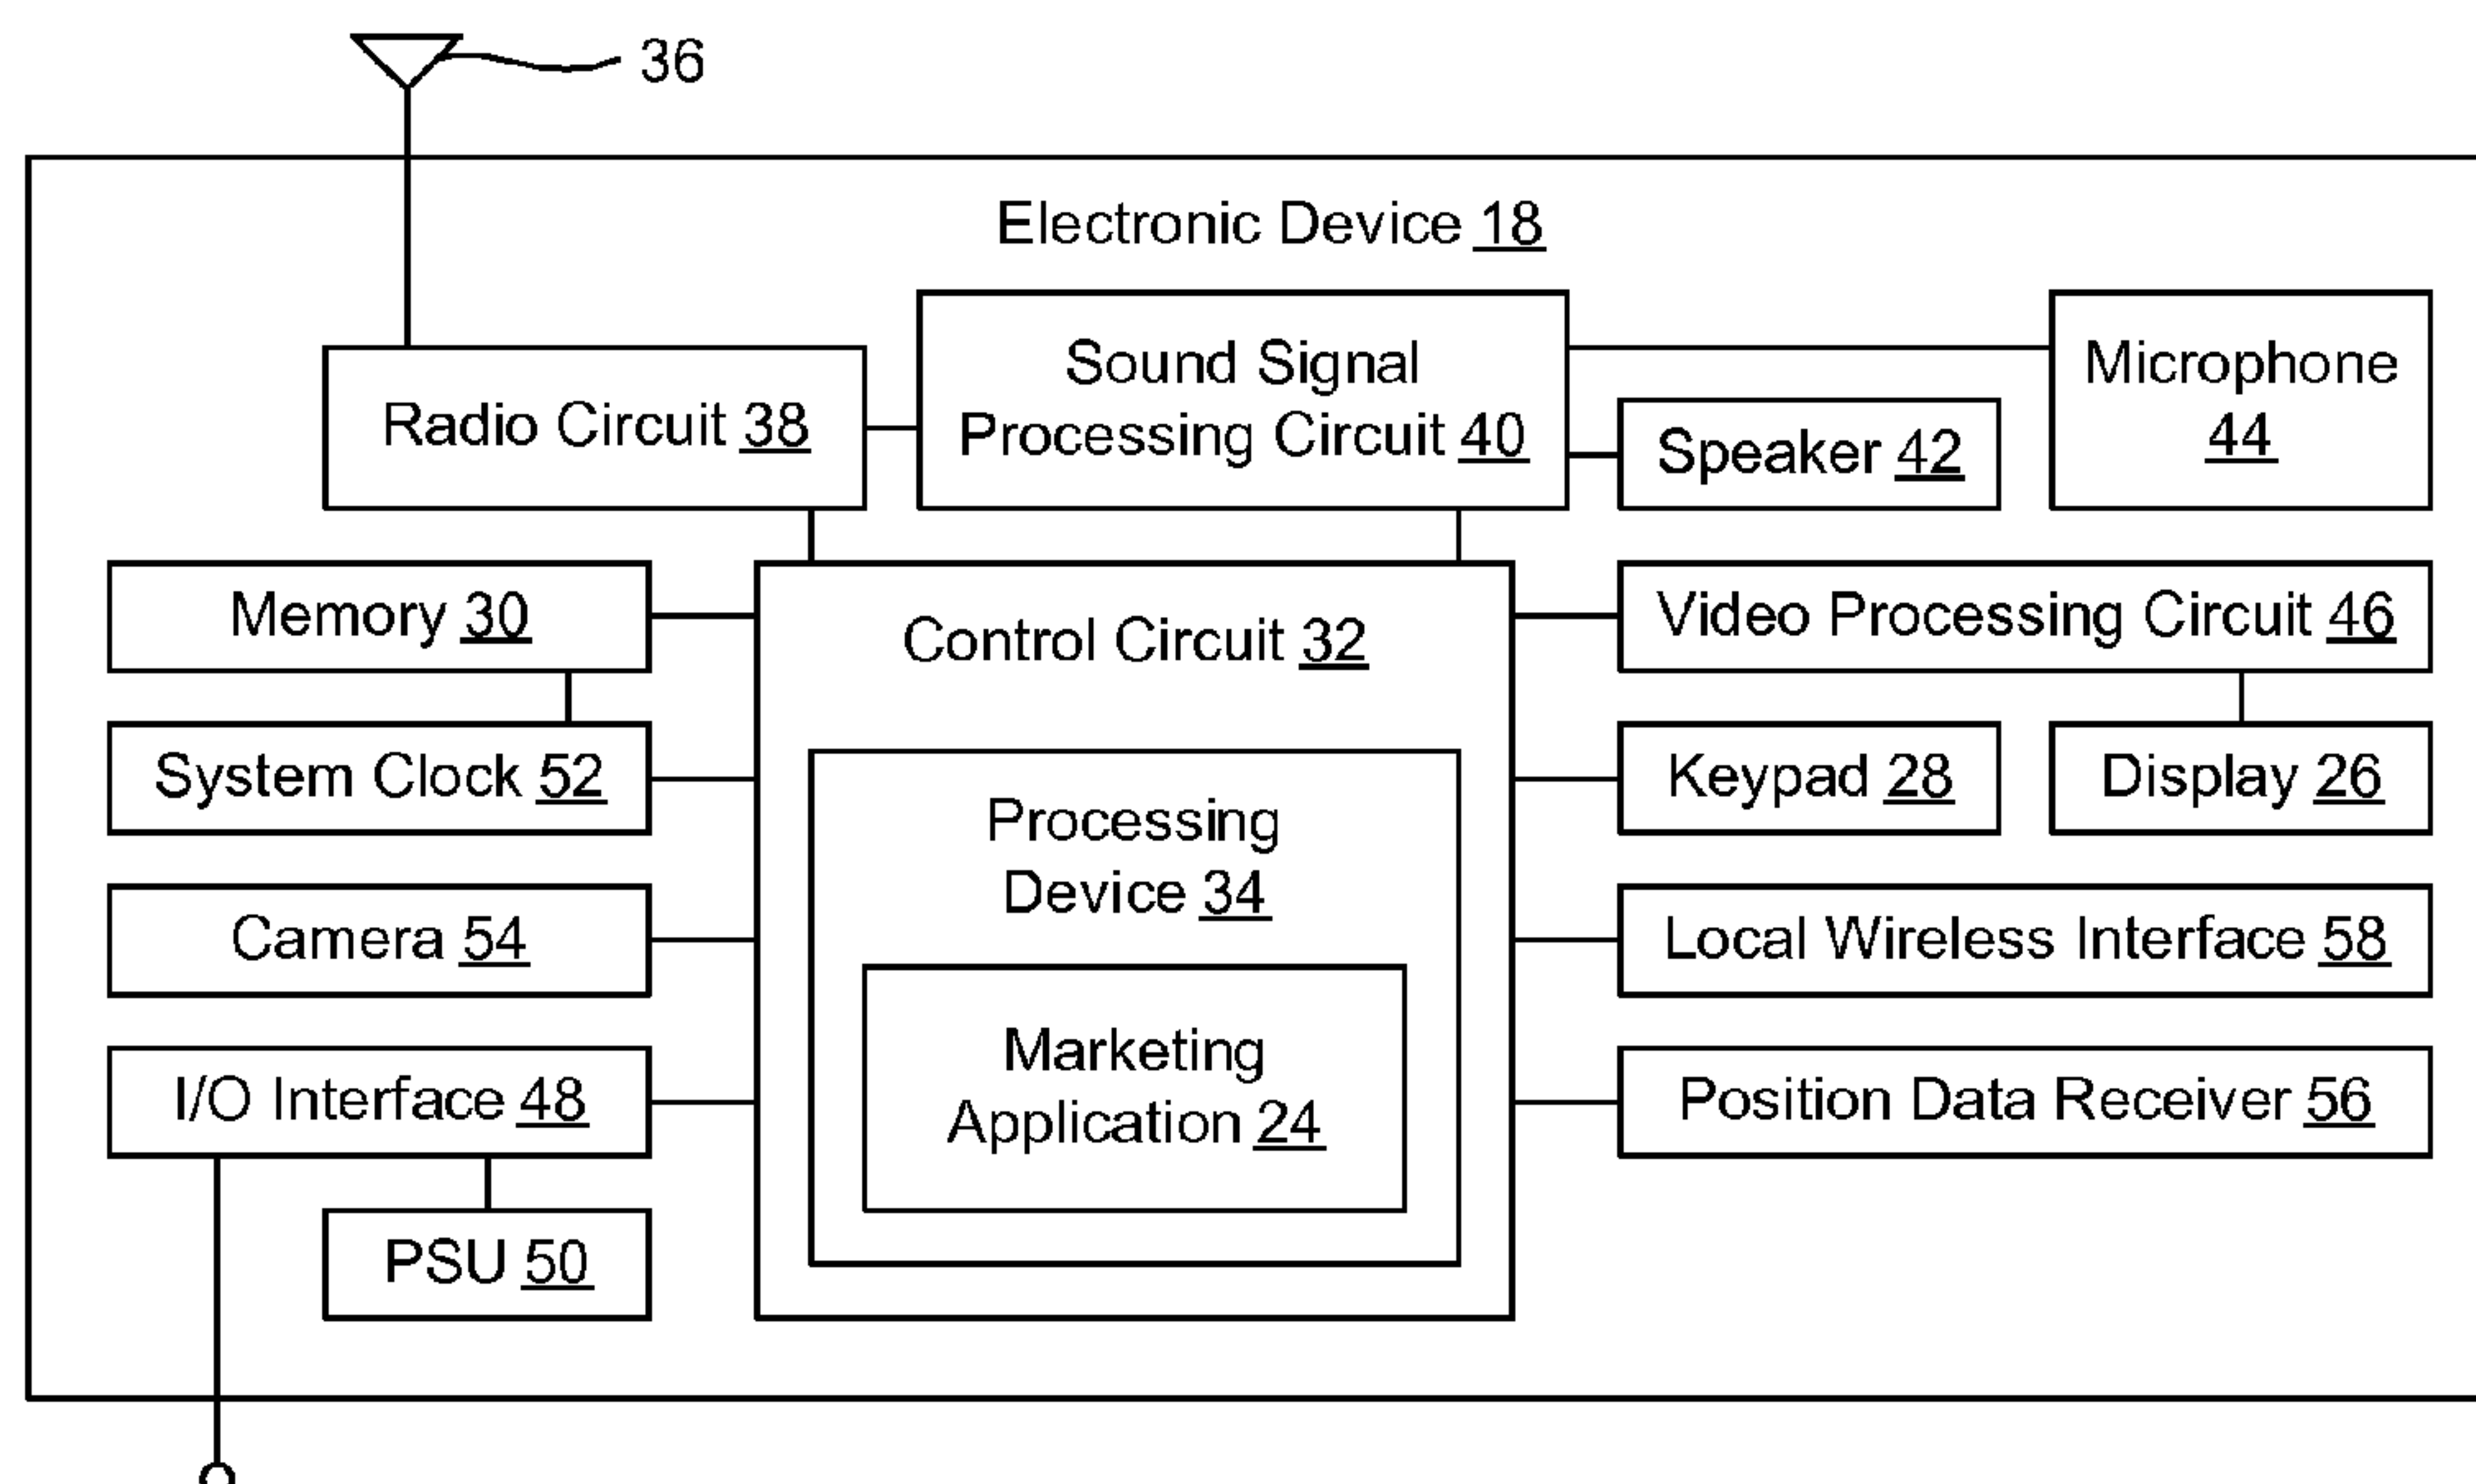 36
Electronic Device 18
Sound Signal
Processing Circuit 40
Microphone
44
Radio Circuit 38
Speaker 42
Memory 30
Control Circuit 32
Video Processing Circuit 46
System Clock 52
Keypad 28
Display 26
Processing
Device 34
Camera 54
Local Wireless Interface 58
Marketing
Application 24
I/O Interface 48
Position Data Receiver 56
PSU 50